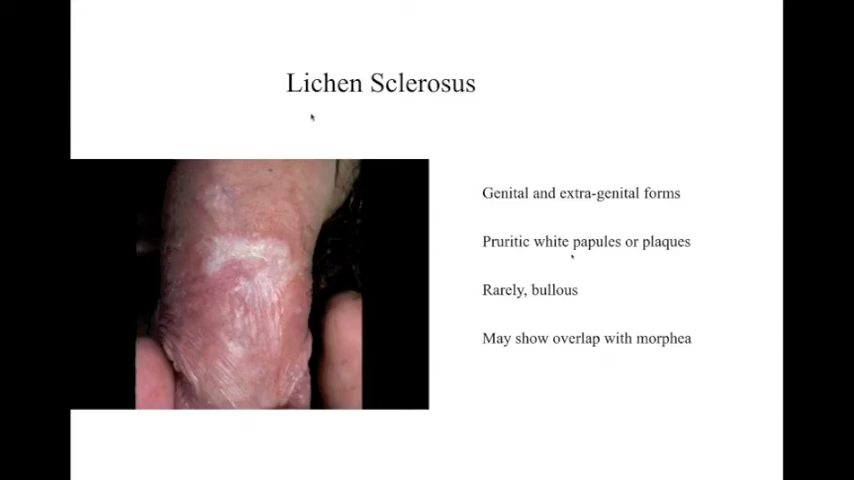 Lichen Sclerosus
Genital and extra-genital forms
Pruritic white papules or plaques
Rarely, bullous
May show overlap with morphea